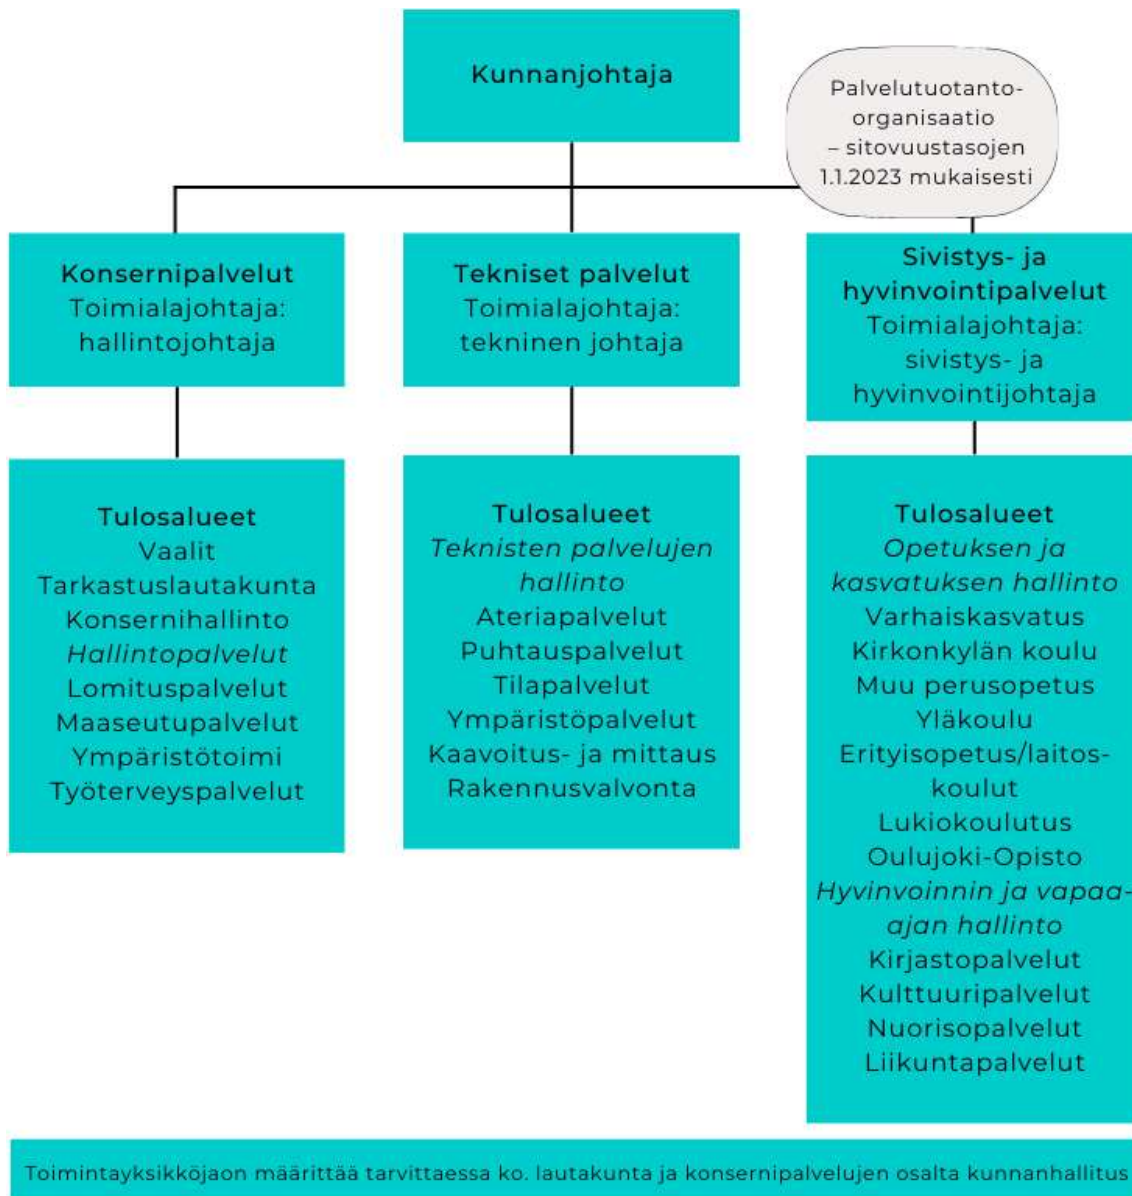 Kunnanjohtaja
Palvelutuotanto-
organisaatio
– sitovuustasojen
1.1.2023 mukaisesti
Konsernipalvelut
Toimialajohtaja:
hallintojohtaja
Tekniset palvelut
Toimialajohtaja:
tekninen johtaja
Sivistys- ja
hyvinvointipalvelut
Toimialajohtaja:
sivistys- ja
hyvinvointijohtaja
Tulosalueet
Vaalit
Tarkastuslautakunta
Konsernihallinto
Hallintopalvelut
Lomituspalvelut
Maaseutupalvelut
Ympäristötoimi
Työterveyspalvelut
Tulosalueet
Teknisten palvelujen
hallinto
Ateriapalvelut
Puhtauspalvelut
Tilapalvelut
Ympäristöpalvelut
Kaavoitus- ja mittaus
Rakennusvalvonta
Tulosalueet
Opetuksen ja
kasvatuksen hallinto
Varhaiskasvatus
Kirkonkylän koulu
Muu perusopetus
Yläkoulu
Erityisopetus/laitos-
koulut
Lukiokoulutus
Oulujoki-Opisto
Hyvinvoinnin ja vapaa-
ajan hallinto
Kirjastopalvelut
Kulttuuripalvelut
Nuorisopalvelut
Liikuntapalvelut
Toimintayksikköjaon määrittää tarvittaessa ko. lautakunta ja konsernipalvelujen osalta kunnanhallitus